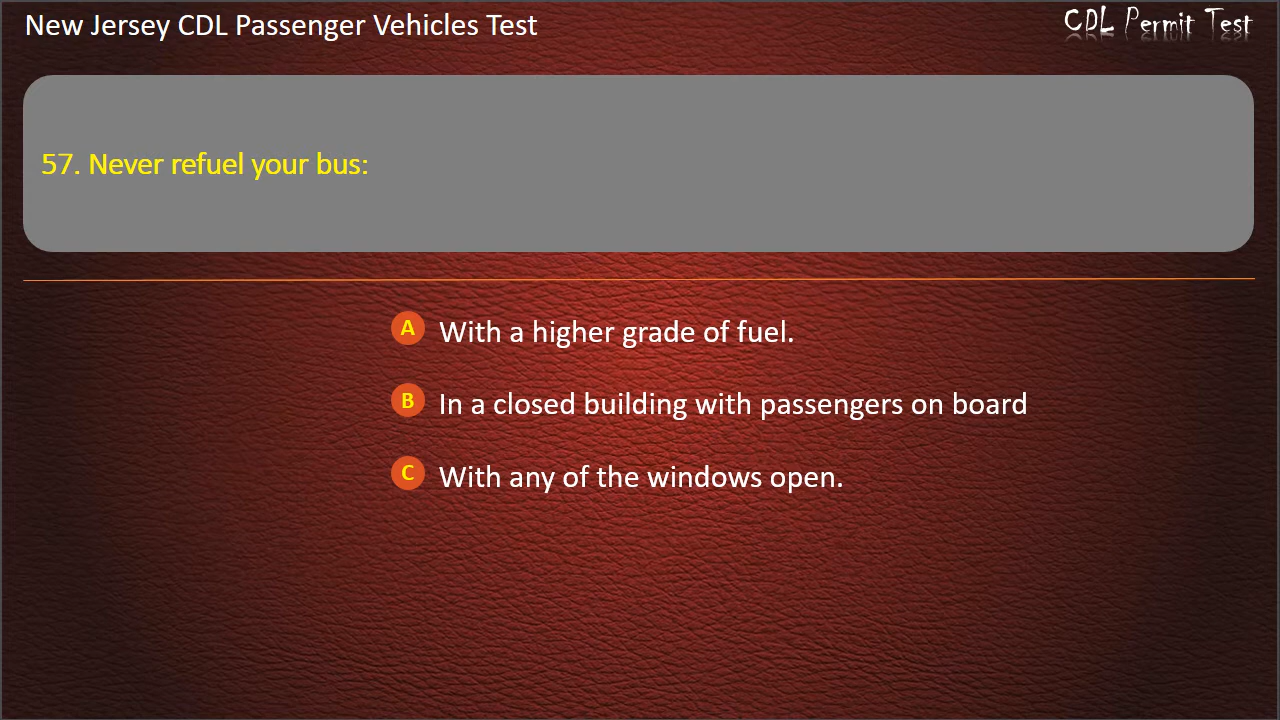 New Jersey CDL Passenger Vehicles Test
CDL Permit Test
57. Never refuel your bus:
A With a higher grade of fuel.
B In a closed building with passengers on board
C With any of the windows open.